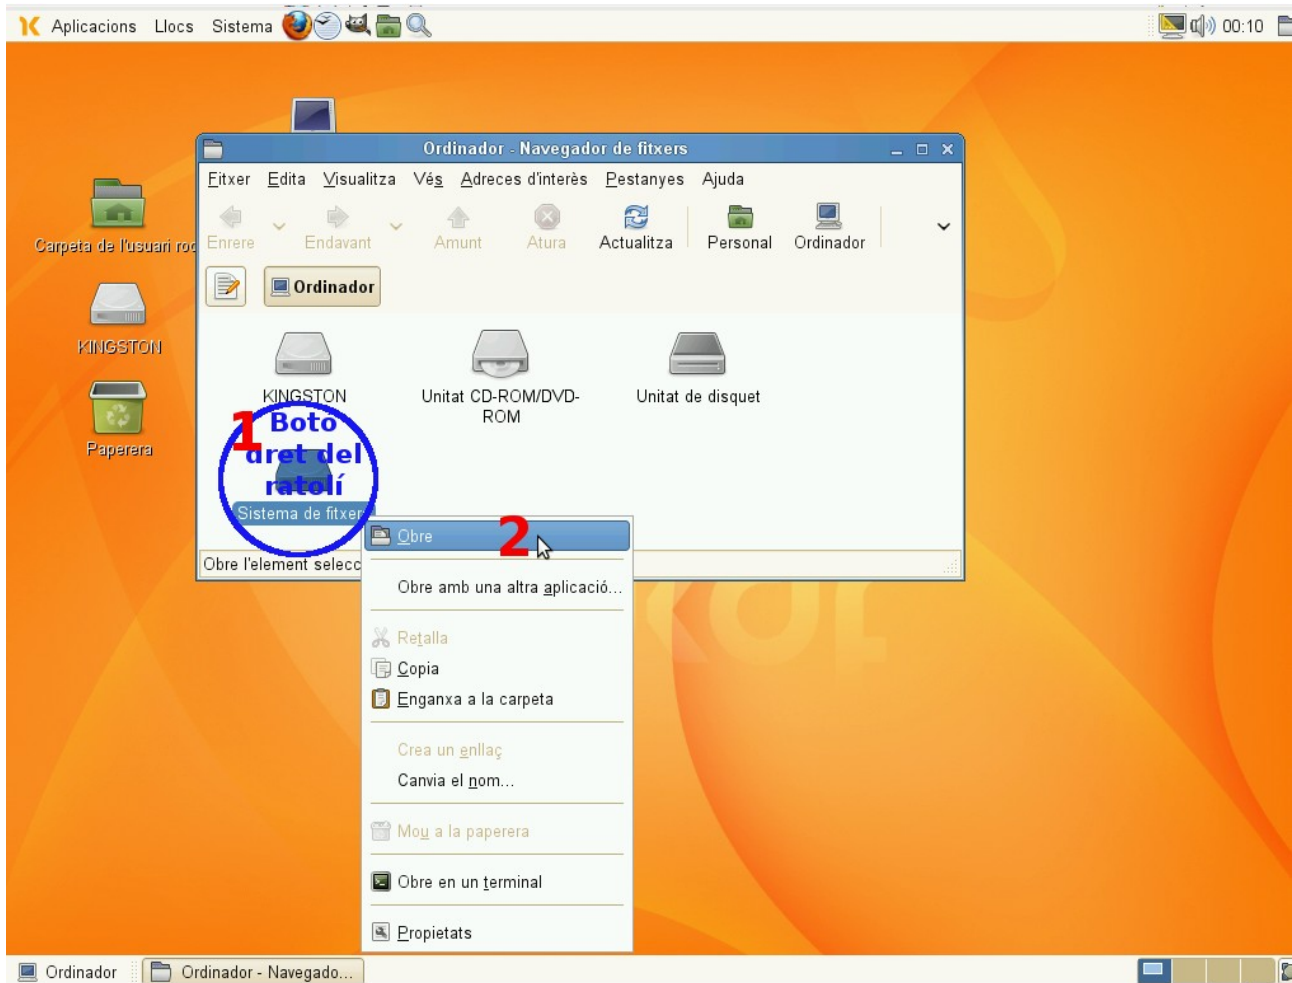 Aplicacions Llocs Sistema 00:10
Ordinador - Navegador de fitxers
Fitxer Edita Visualitza Vés Adreces d'interès Pestanyes Ajuda
Enrere Endavant Amunt Atura Actualitza Personal Ordinador
Ordinador
Carpeta de l'usuari
KINGSTON
Paperera
KINGSTON
Unitat CD-ROM/DVD-
ROM
Unitat de disquet
1
Botó
dret del
ratolí
Sistema de fitxer
Obre l'element selecc
2
Obre
Obre amb una altra aplicació...
Retalla
Copia
Enganxa a la carpeta
Crea un enllaç
Canvia el nom...
Mou a la paperera
Obre en un terminal
Propietats
Ordinador
Ordinador - Navegado...